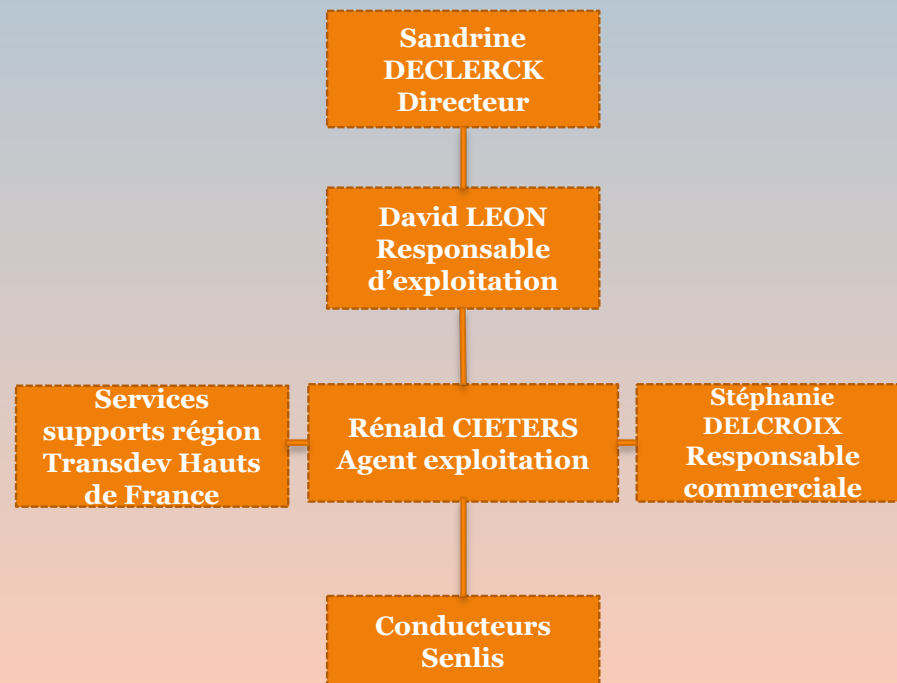 Sandrine
DECLERCK
Directeur
David LEON
Responsable
d’exploitation
Services
supports région
Transdev Hauts
de France
Rénald CIETERS
Agent exploitation
Stéphanie
DELCROIX
Responsable
commerciale
Conducteurs
Senlis